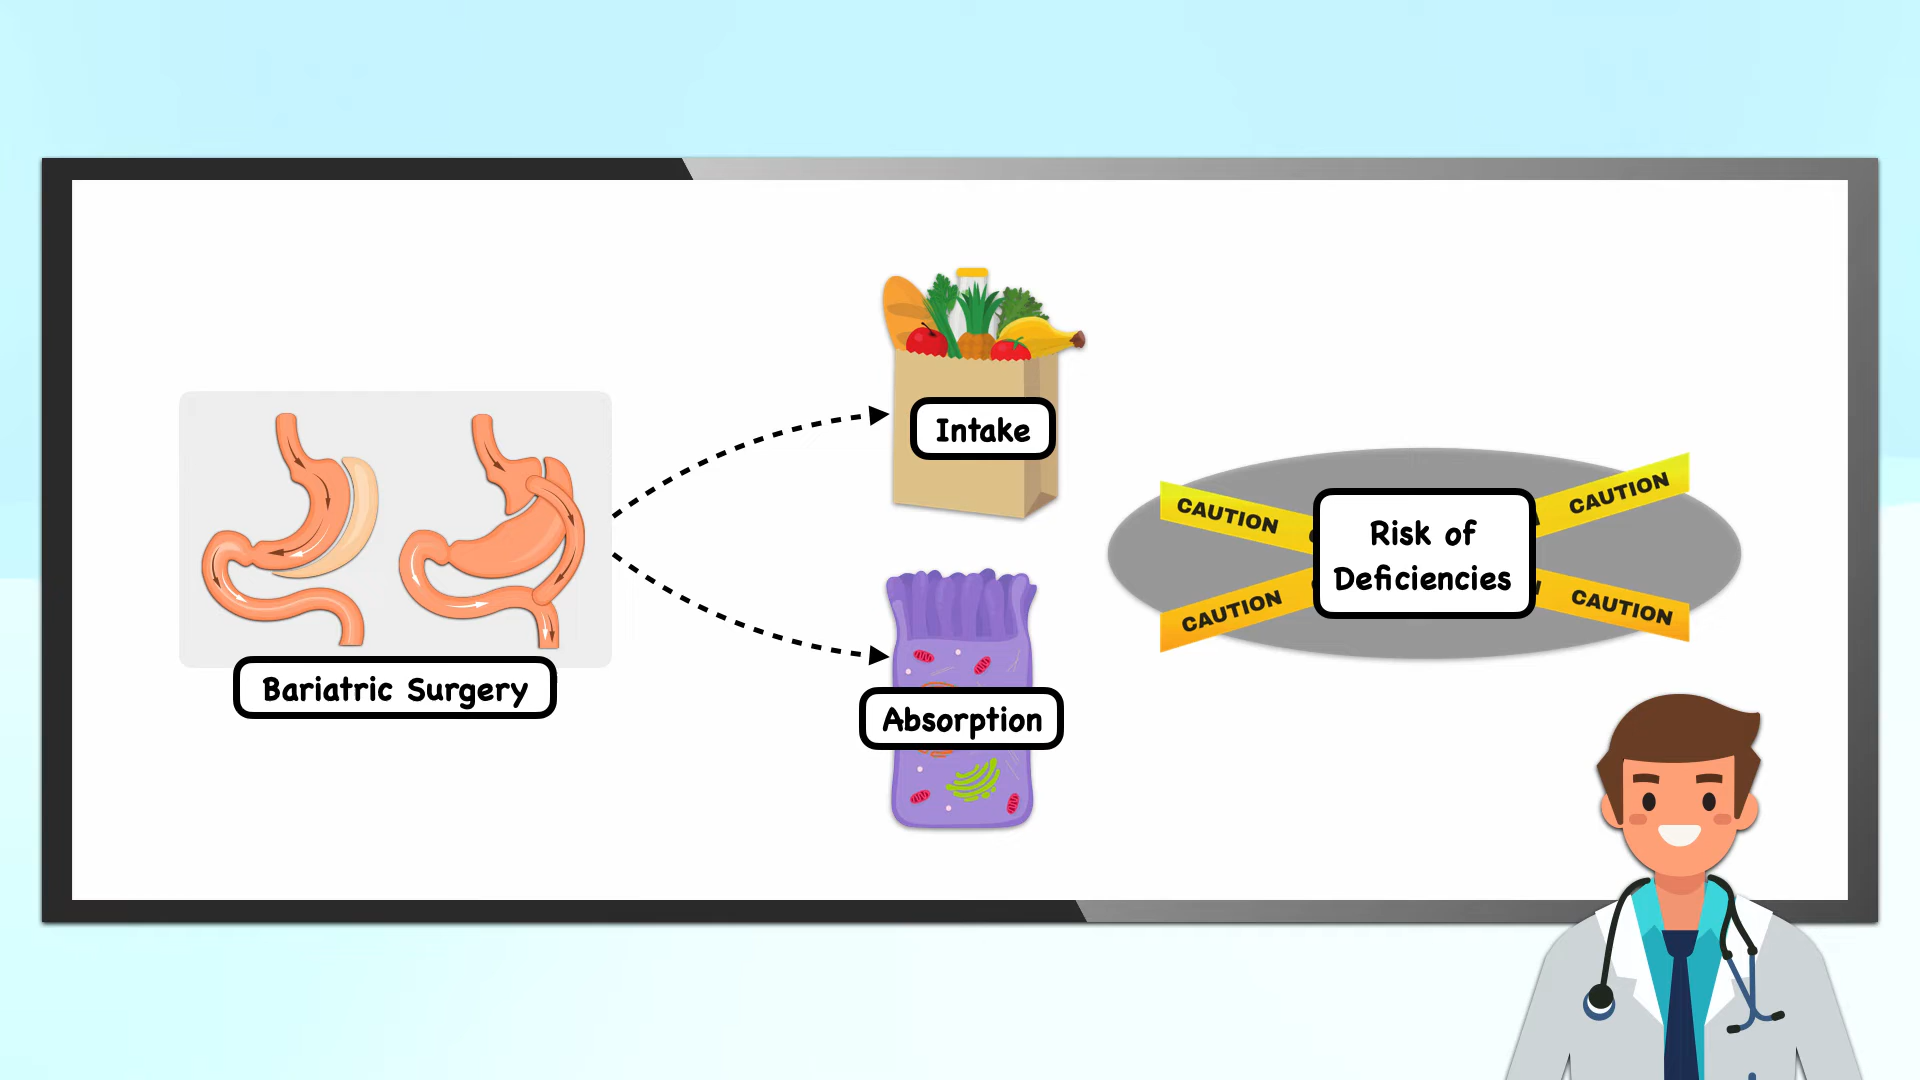 Intake
CAUTION
CAUTION
Risk of
Deficiencies
CAUTION
CAUTION
Bariatric Surgery
Absorption